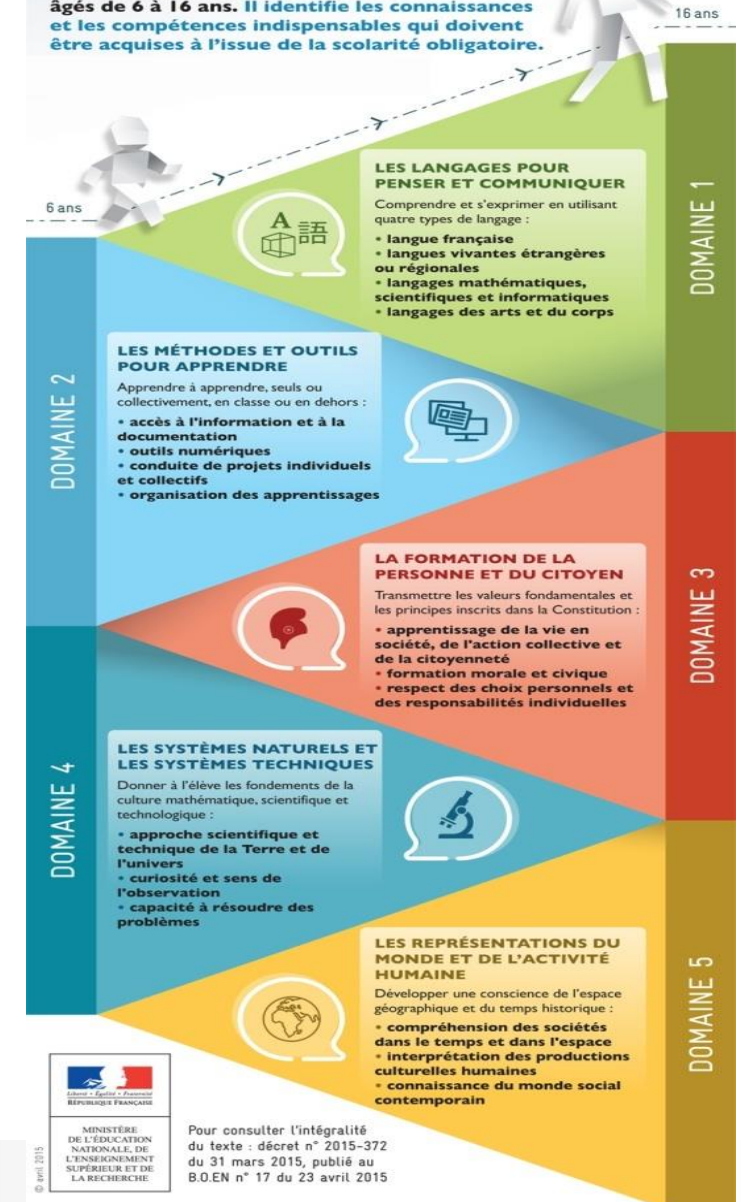 âgés de 6 à 16 ans. Il identifie les connaissances
et les compétences indispensables qui doivent
être acquises à l'issue de la scolarité obligatoire.
16 ans
6 ans
DOMAINE 1
LES LANGAGES POUR
PENSER ET COMMUNIQUER
Comprendre et s'exprimer en utilisant
quatre types de langage :
• langue française
• langues vivantes étrangères
ou régionales
• langages mathématiques,
scientifiques et informatiques
• langages des arts et du corps
A 語
DOMAINE 2
LES MÉTHODES ET OUTILS
POUR APPRENDRE
Apprendre à apprendre, seuls ou
collectivement, en classe ou en dehors :
• accès à l'information et à la
documentation
• outils numériques
• conduite de projets individuels
et collectifs
• organisation des apprentissages
DOMAINE 3
LA FORMATION DE LA
PERSONNE ET DU CITOYEN
Transmettre les valeurs fondamentales et
les principes inscrits dans la Constitution :
• apprentissage de la vie en
société, de l'action collective et
de la citoyenneté
• formation morale et civique
• respect des choix personnels et
des responsabilités individuelles
DOMAINE 4
LES SYSTÈMES NATURELS ET
LES SYSTÈMES TECHNIQUES
Donner à l'élève les fondements de la
culture mathématique, scientifique et
technologique :
• approche scientifique et
technique de la Terre et de
l'univers
• curiosité et sens de
l'observation
• capacité à résoudre des
problèmes
DOMAINE 5
LES REPRÉSENTATIONS DU
MONDE ET DE L'ACTIVITÉ
HUMAINE
Développer une conscience de l'espace
géographique et du temps historique :
• compréhension des sociétés
dans le temps et dans l'espace
• interprétation des productions
culturelles humaines
• connaissance du monde social
contemporain
Liberté • Égalité • Fraternité
RÉPUBLIQUE FRANÇAISE
MINISTÈRE
DE L'ÉDUCATION
NATIONALE, DE
L'ENSEIGNEMENT
SUPÉRIEUR ET DE
LA RECHERCHE
© avril 2015
Pour consulter l'intégralité
du texte : décret n° 2015-372
du 31 mars 2015, publié au
B.O.EN n° 17 du 23 avril 2015